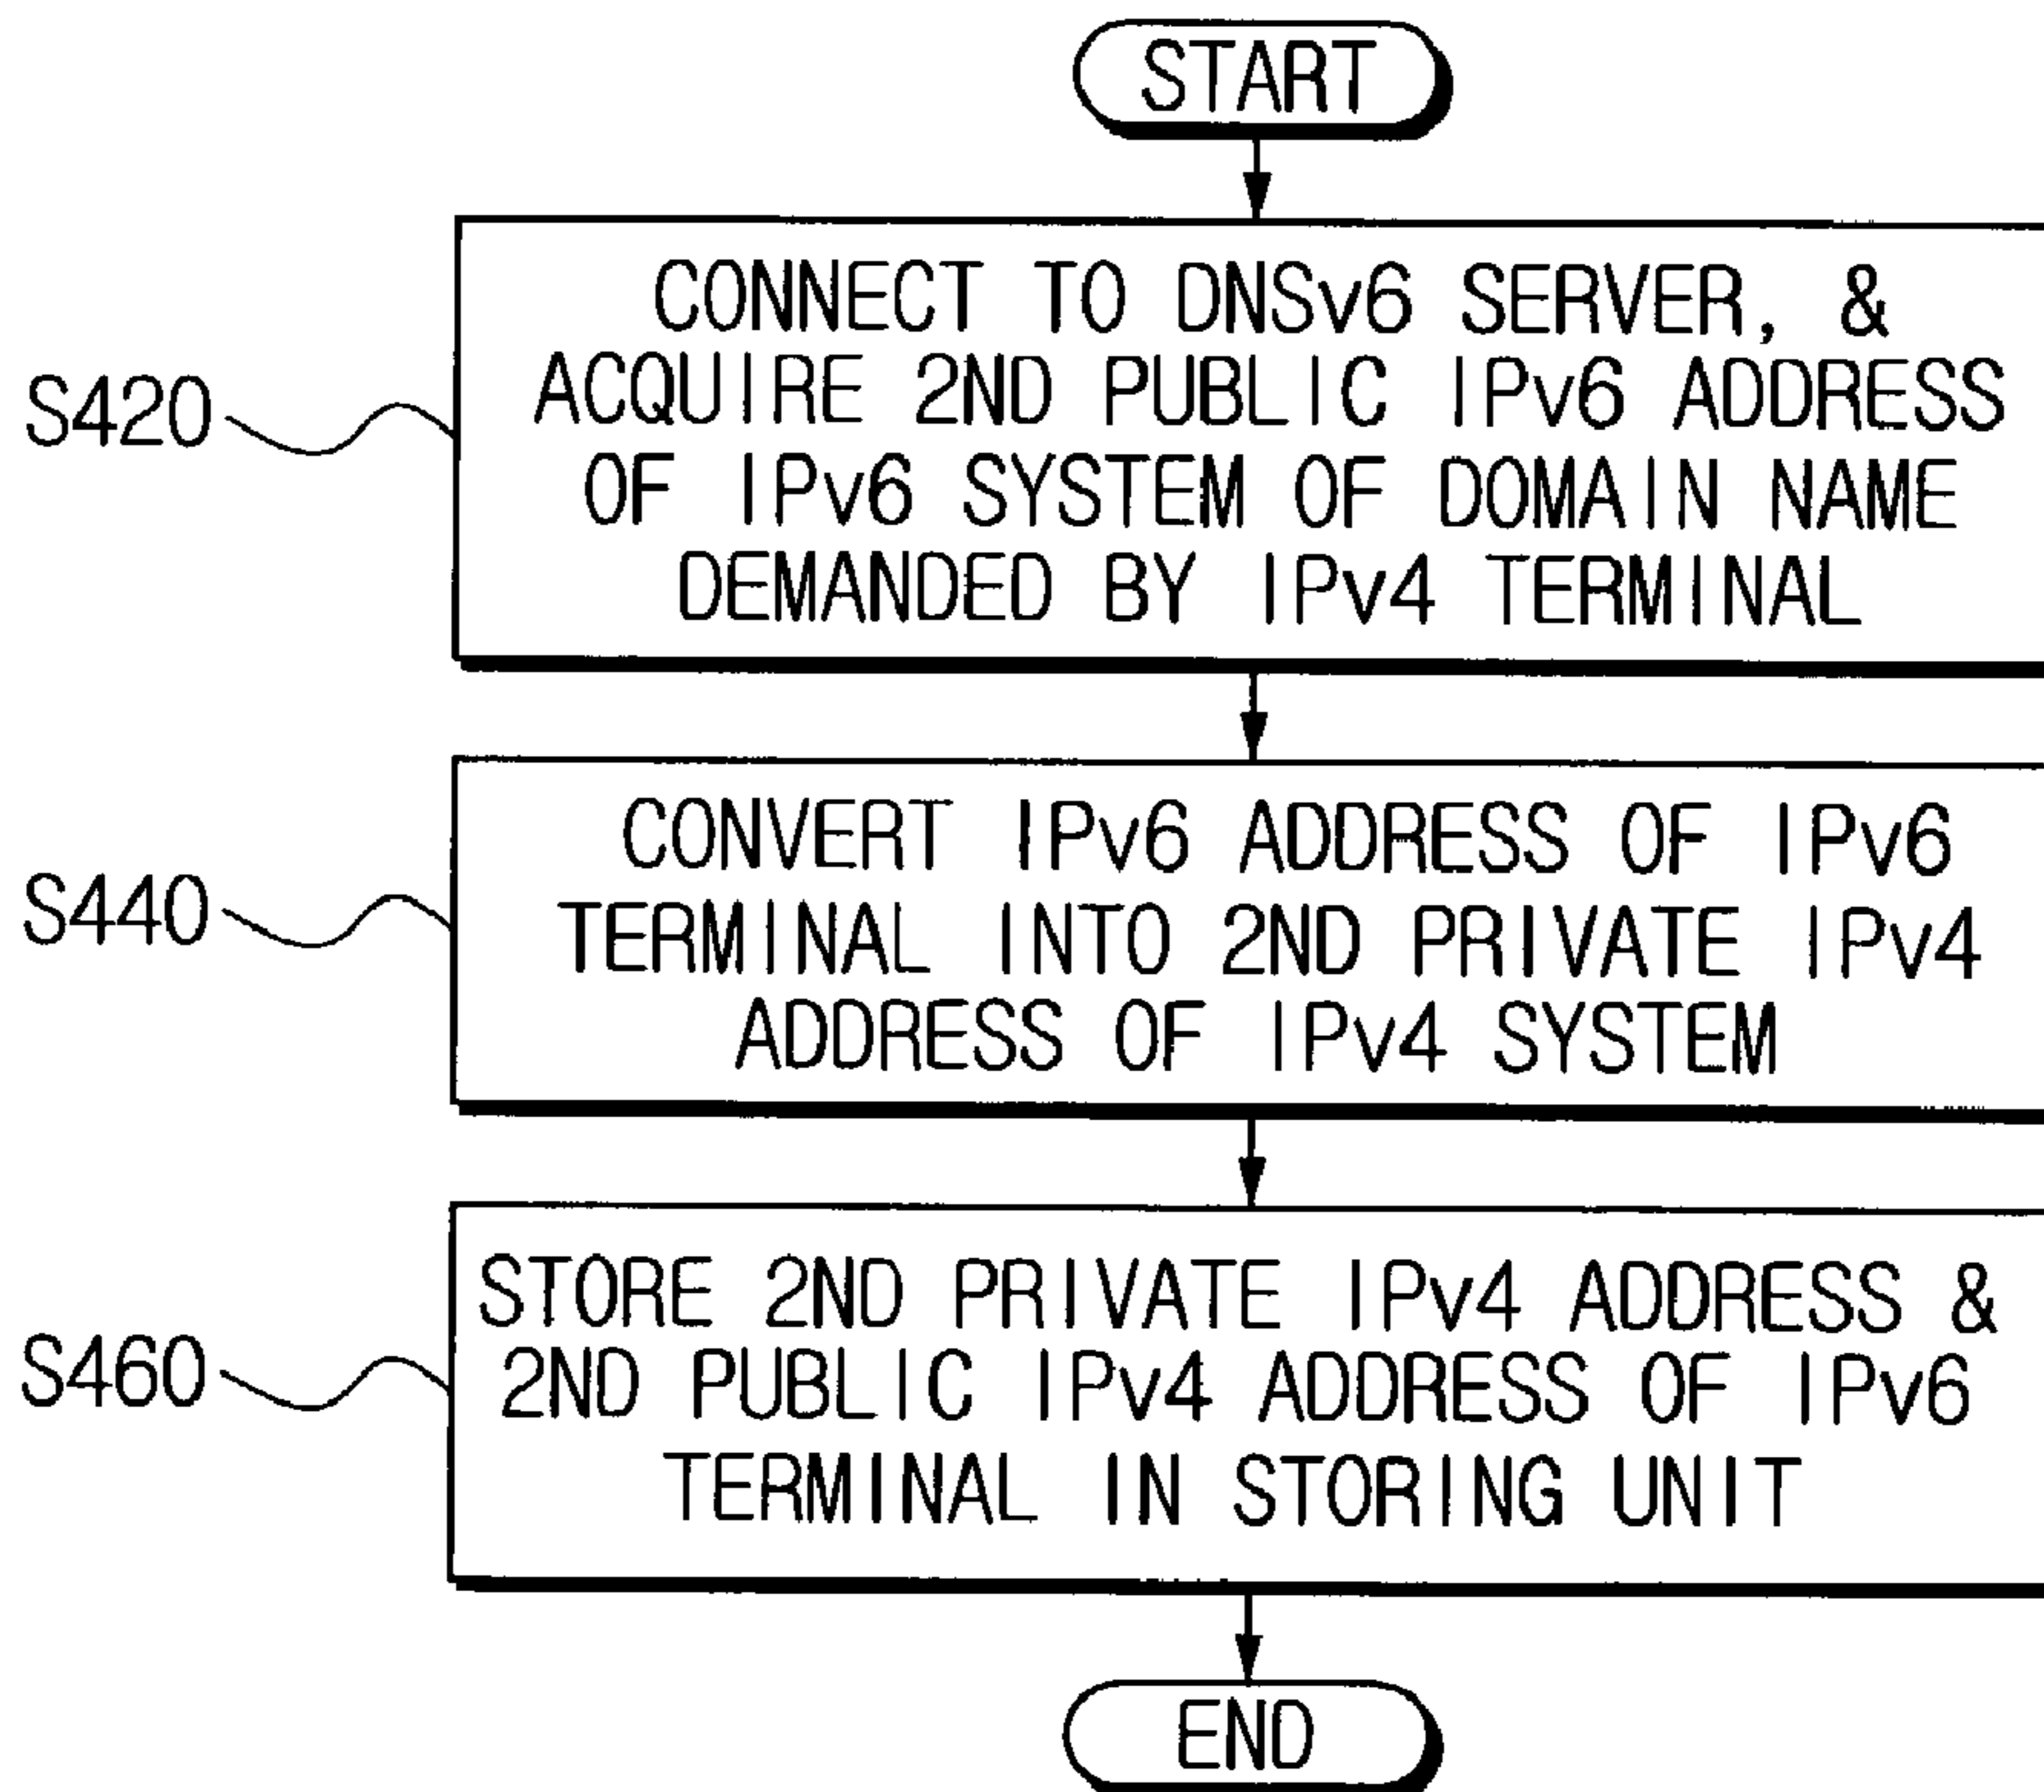 START
CONNECT TO DNSv6 SERVER, &
ACQUIRE 2ND PUBLIC IPv6 ADDRESS
OF IPv6 SYSTEM OF DOMAIN NAME
DEMANDED BY IPv4 TERMINAL
S420
CONVERT IPv6 ADDRESS OF IPv6
TERMINAL INTO 2ND PRIVATE IPv4
ADDRESS OF IPv4 SYSTEM
S440
STORE 2ND PRIVATE IPv4 ADDRESS &
2ND PUBLIC IPv4 ADDRESS OF IPv6
TERMINAL IN STORING UNIT
S460
END